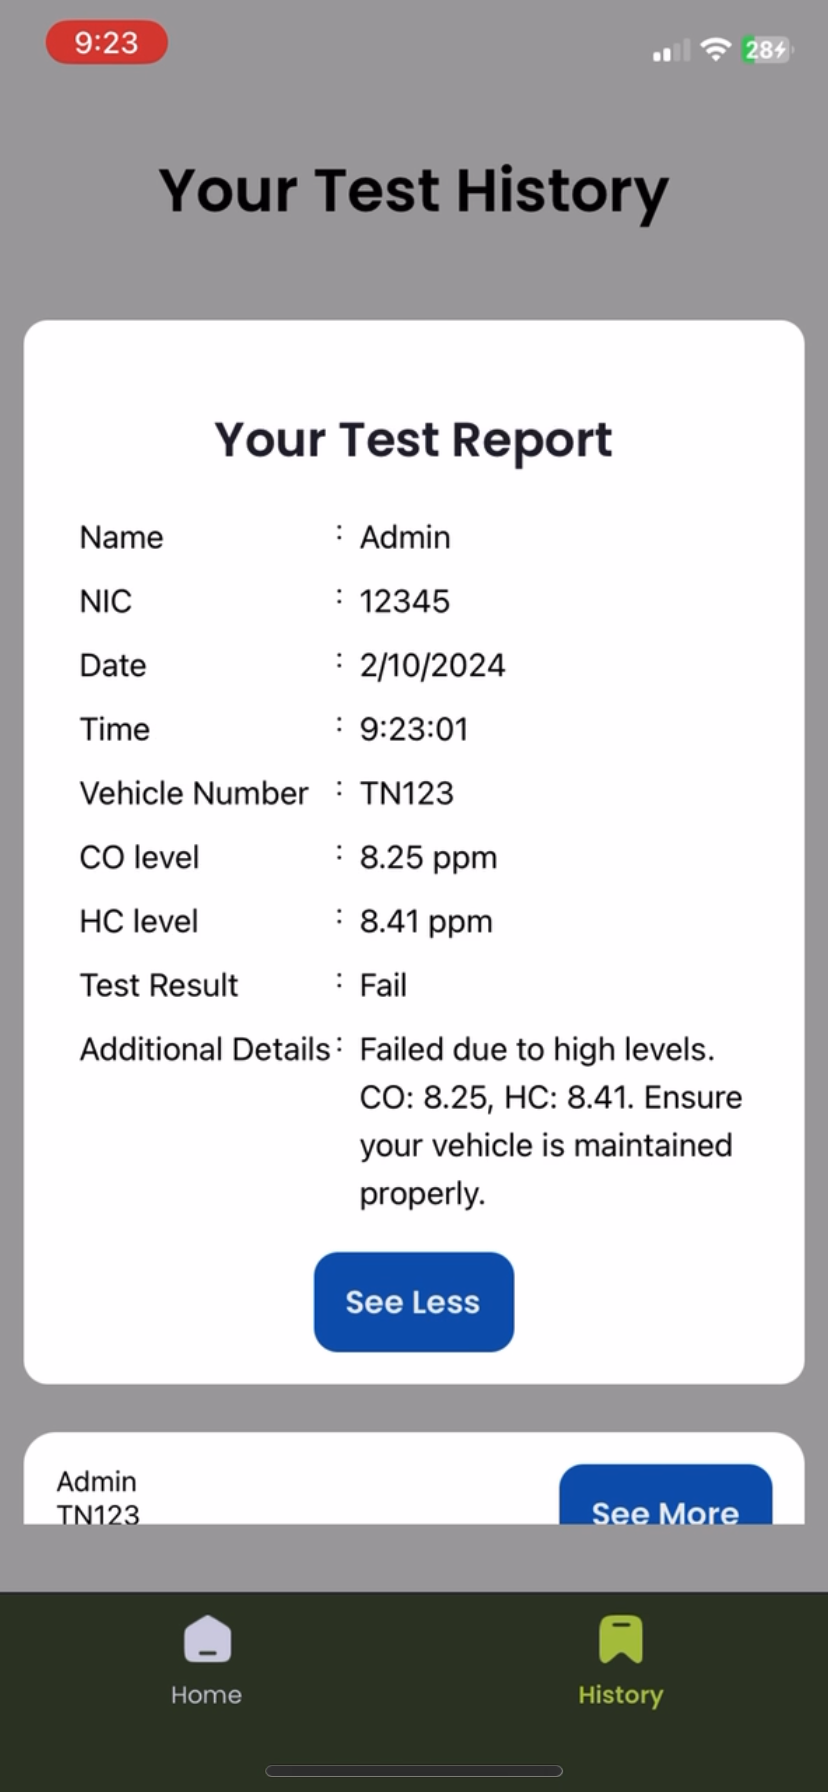 9:23
28
Your Test History
Your Test Report
Name : Admin
NIC : 12345
Date : 2/10/2024
Time : 9:23:01
Vehicle Number : TN123
CO level : 8.25 ppm
HC level : 8.41 ppm
Test Result : Fail
Additional Details : Failed due to high levels.
CO: 8.25, HC: 8.41. Ensure
your vehicle is maintained
properly.
See Less
Admin
TN123
See More
Home
History